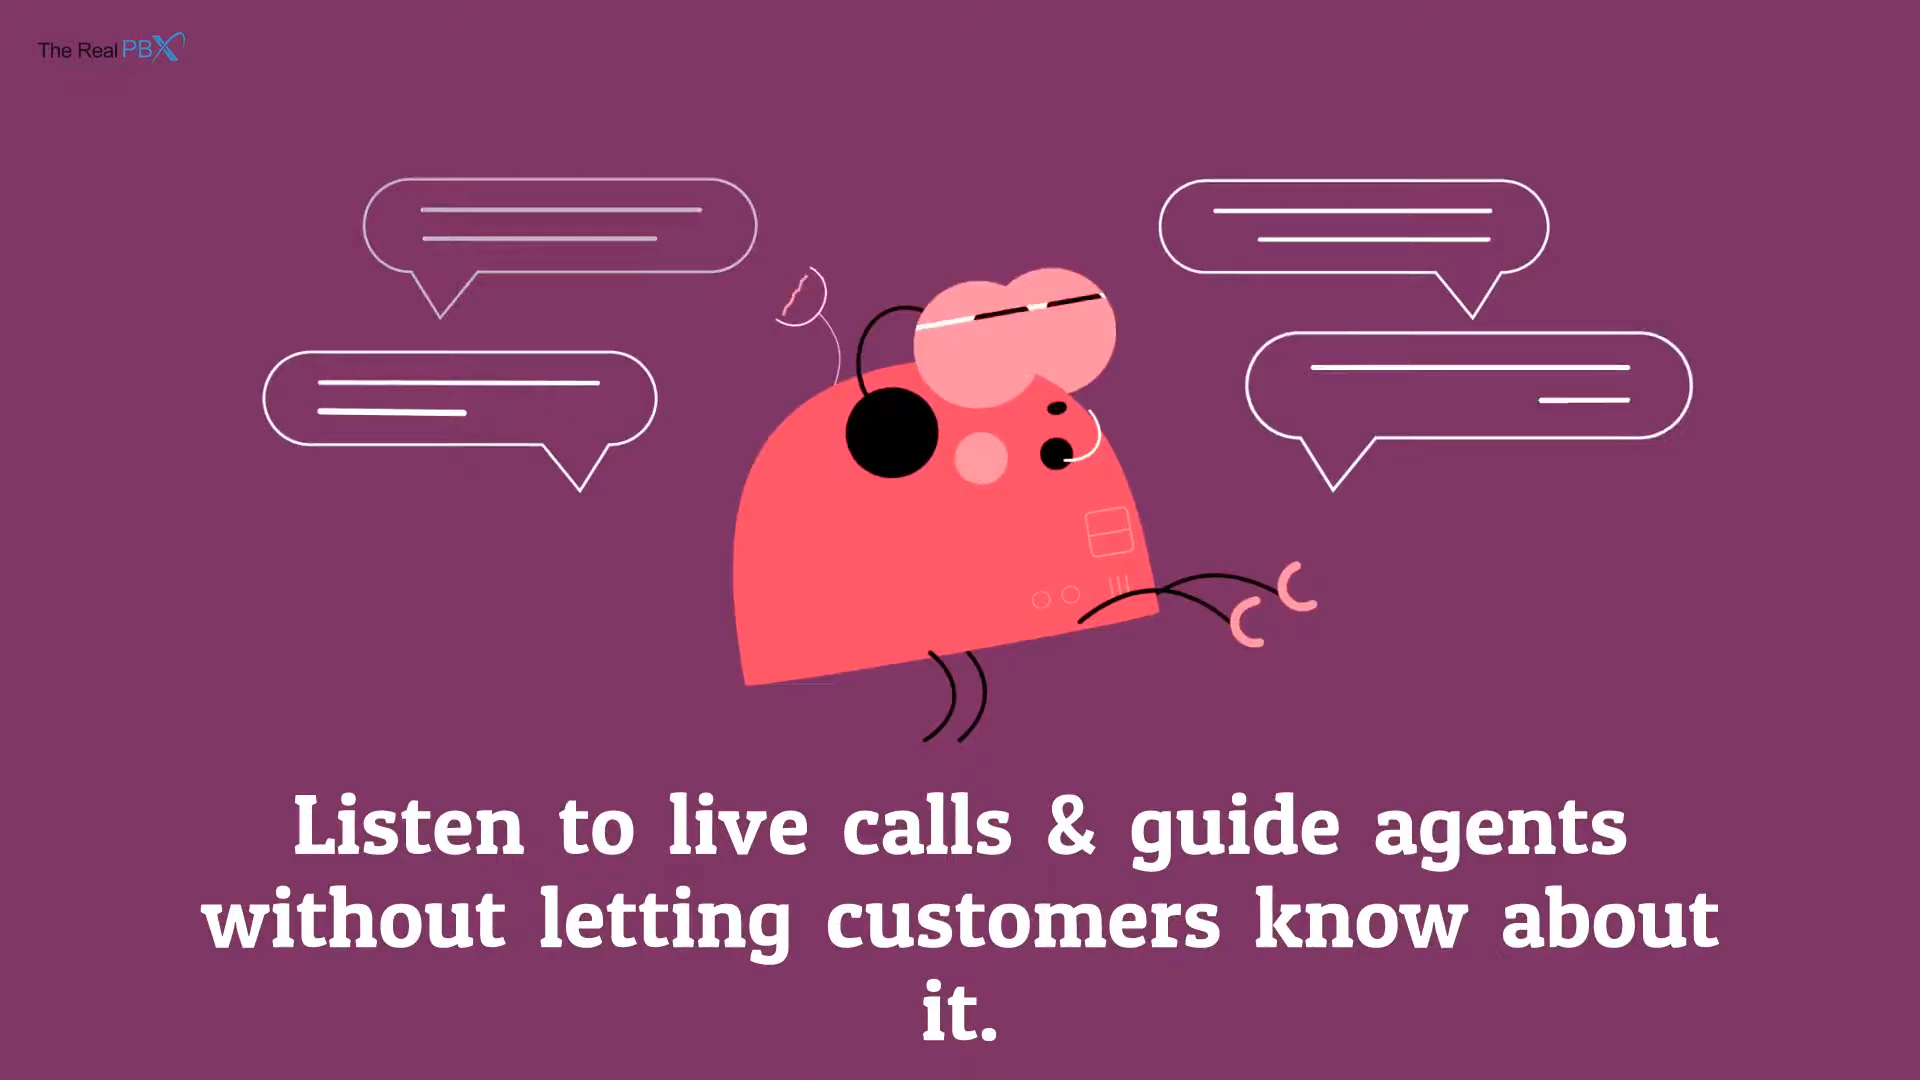 The Real PBX
Listen to live calls & guide agents
without letting customers know about
it.